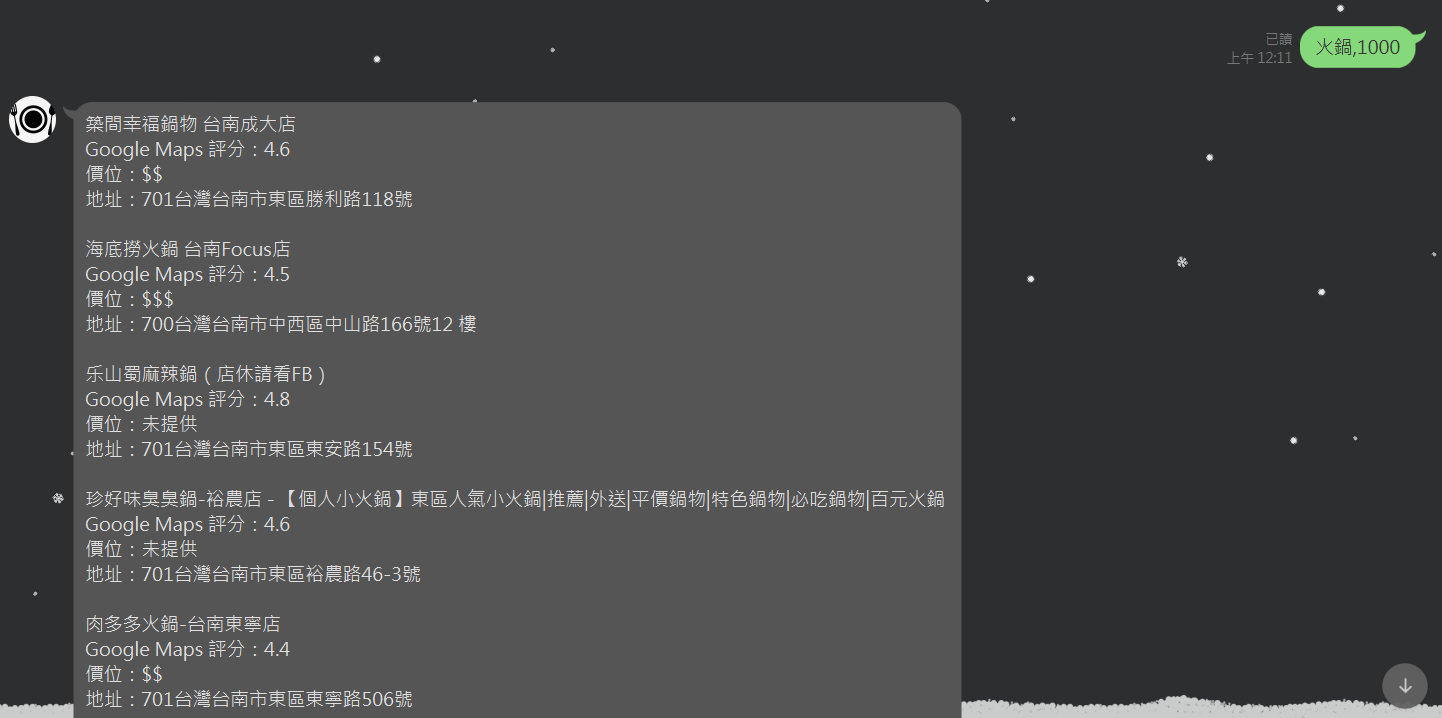 已讀
上午 12:11
火鍋,1000
築間幸福鍋物 台南成大店
Google Maps 評分：4.6
價位：$$
地址：701台灣台南市東區勝利路118號
海底撈火鍋 台南Focus店
Google Maps 評分：4.5
價位：$$$
地址：700台灣台南市中西區中山路166號12 樓
乐山蜀麻辣鍋（店休請看FB）
Google Maps 評分：4.8
價位：未提供
地址：701台灣台南市東區東安路154號
珍好味臭臭鍋-裕農店 - 【個人小火鍋】東區人氣小火鍋|推薦|外送|平價鍋物|特色鍋物|必吃鍋物|百元火鍋
Google Maps 評分：4.6
價位：未提供
地址：701台灣台南市東區裕農路46-3號
肉多多火鍋-台南東寧店
Google Maps 評分：4.4
價位：$$
地址：701台灣台南市東區東寧路506號